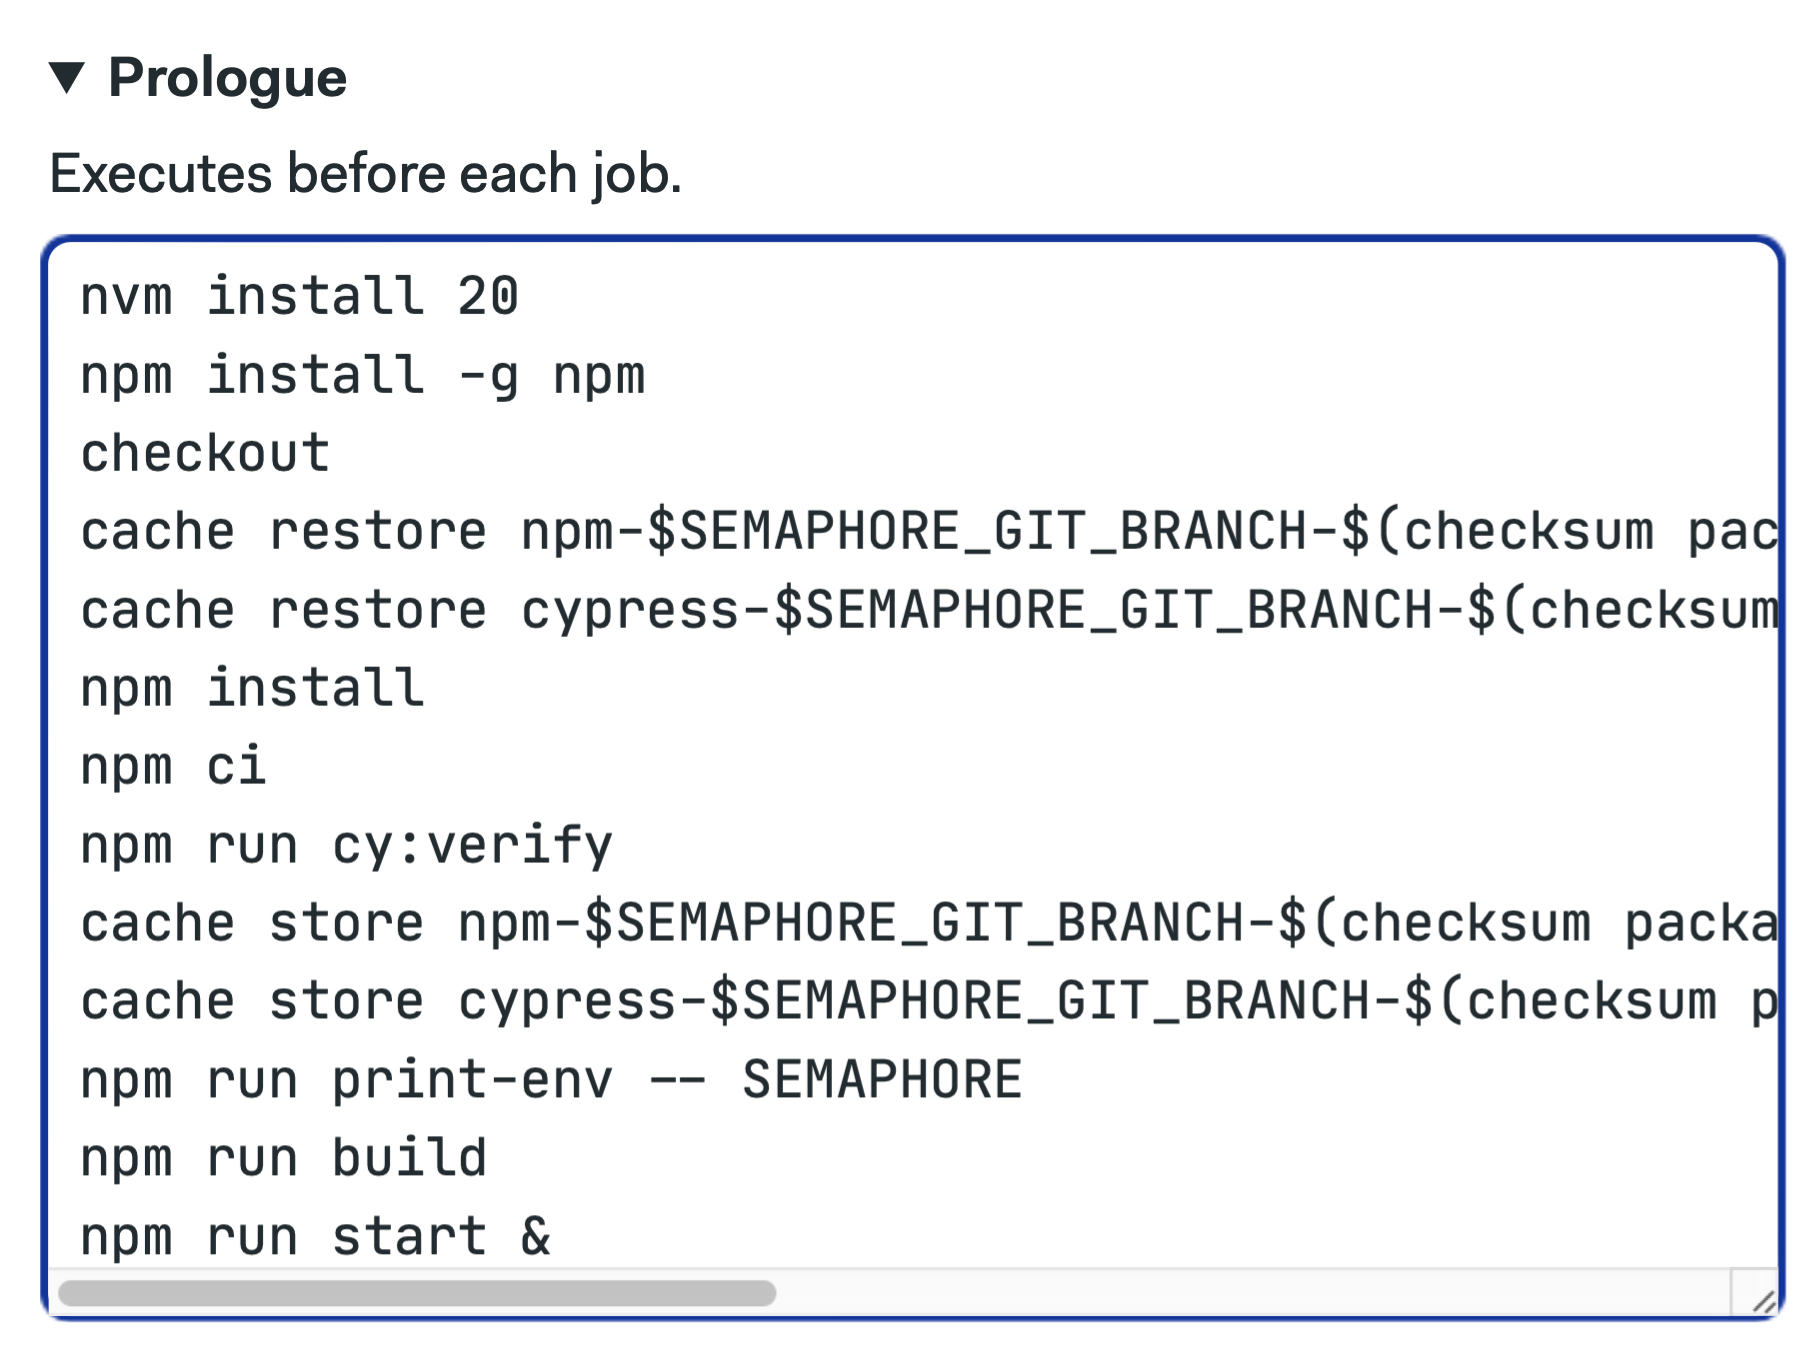 Prologue
Executes before each job.
nvm install 20
npm install -g npm
checkout
cache restore npm-$SEMAPHORE_GIT_BRANCH-$(checksum pac
cache restore cypress-$SEMAPHORE_GIT_BRANCH-$(checksum
npm install
npm ci
npm run cy:verify
cache store npm-$SEMAPHORE_GIT_BRANCH-$(checksum packa
cache store cypress-$SEMAPHORE_GIT_BRANCH-$(checksum p
npm run print-env -- SEMAPHORE
npm run build
npm run start &